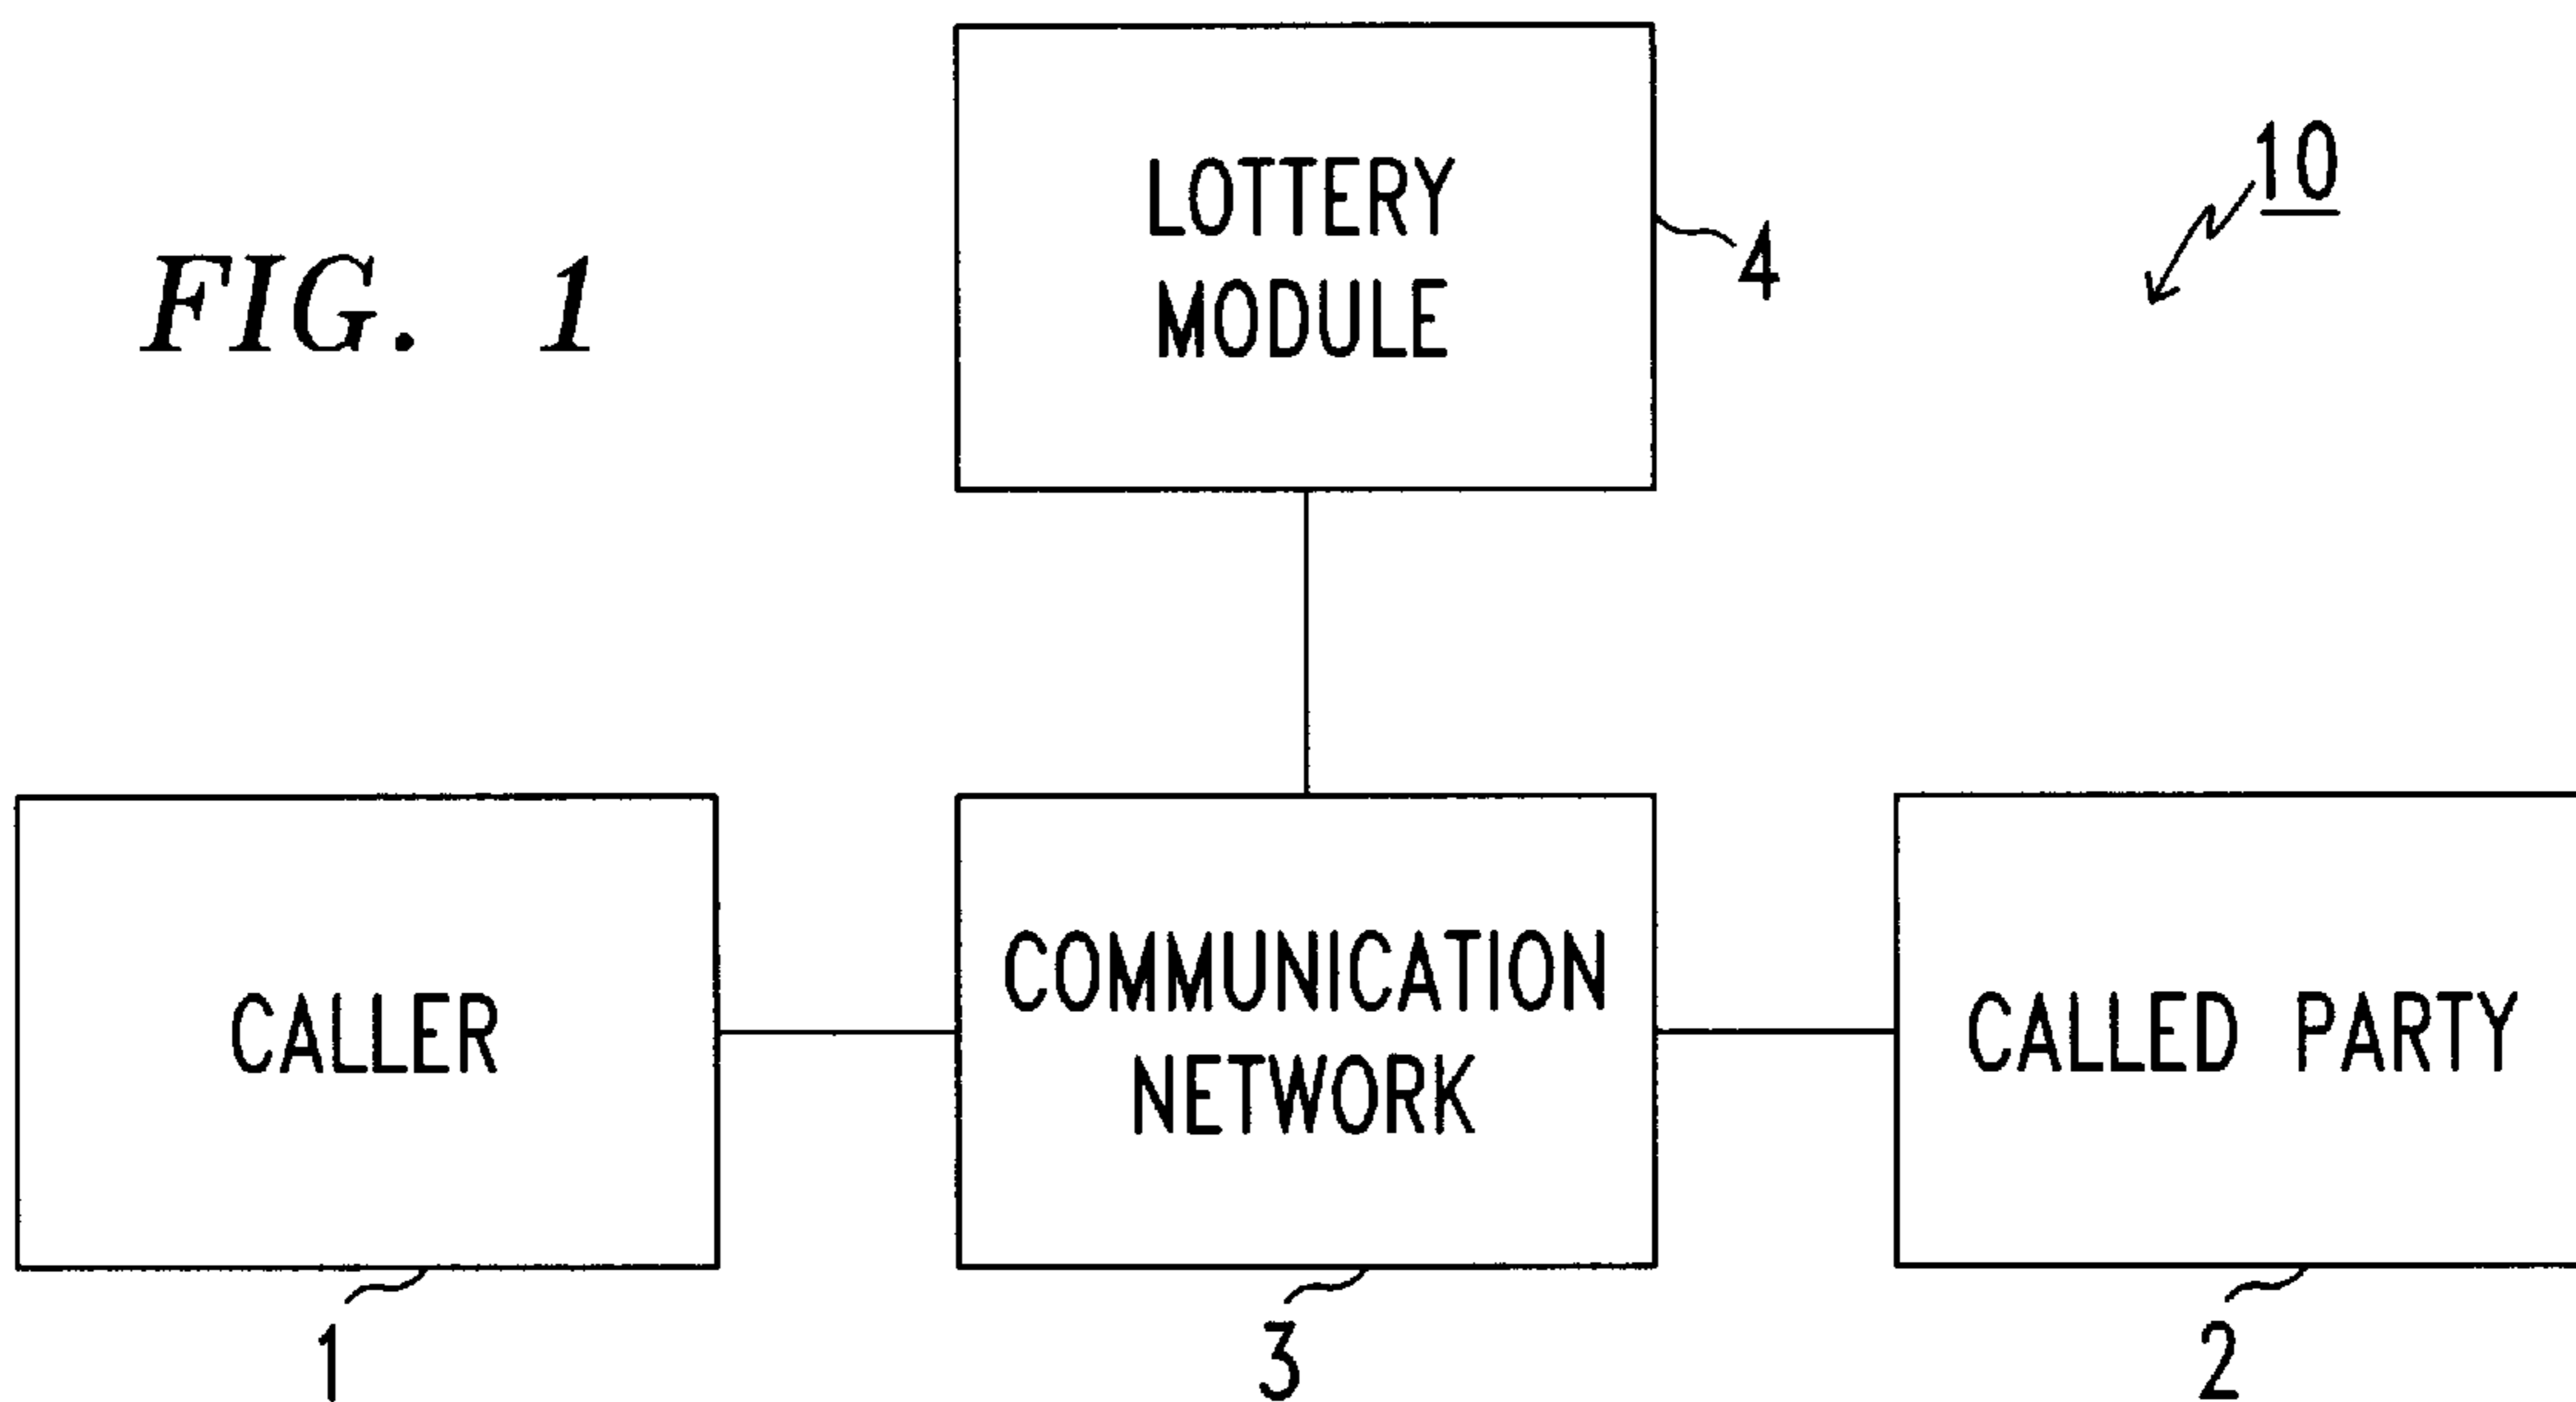 LOTTERY
MODULE
4
10
FIG. 1
CALLER
COMMUNICATION
NETWORK
CALLED PARTY
1
3
2